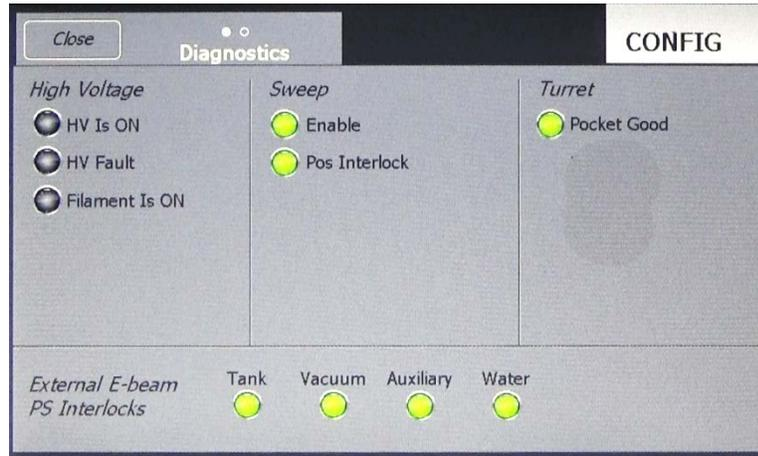 Close
Diagnostics
CONFIG
High Voltage
HV Is ON
HV Fault
Filament Is ON
Sweep
Enable
Pos Interlock
Turret
Pocket Good
External E-beam
PS Interlocks
Tank Vacuum Auxiliary Water